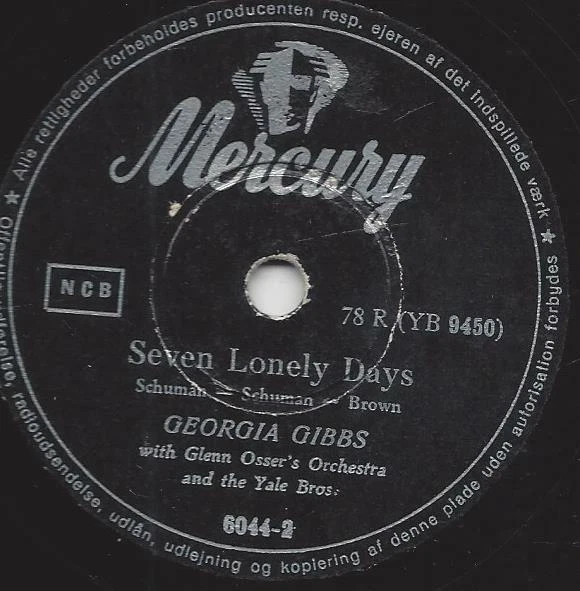 ★ Alle rettigheder forbeholdes producenten resp. ejeren af det indspillede værk ★
Mercury
NCB
78 R (YB 9450)
Seven Lonely Days
Schuman — Schuman — Brown
GEORGIA GIBBS
with Glenn Osser's Orchestra
and the Yale Bros.
6044-2
radioudsendelse, udlån, udlejning og kopiering af denne plade uden autorisation forbydes